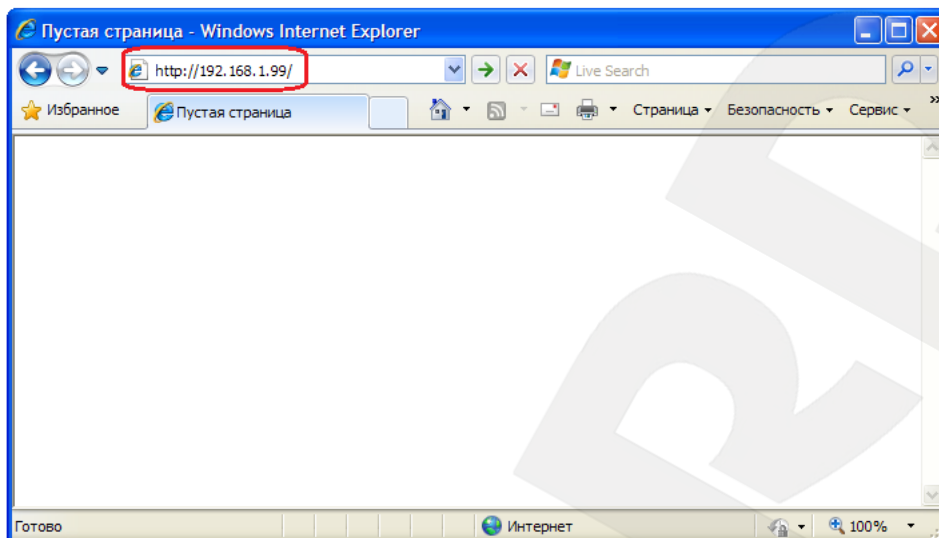 Пустая страница - Windows Internet Explorer
http://192.168.1.99/
Live Search
Избранное
Пустая страница
Страница
Безопасность
Сервис
»
Готово
Интернет
100%